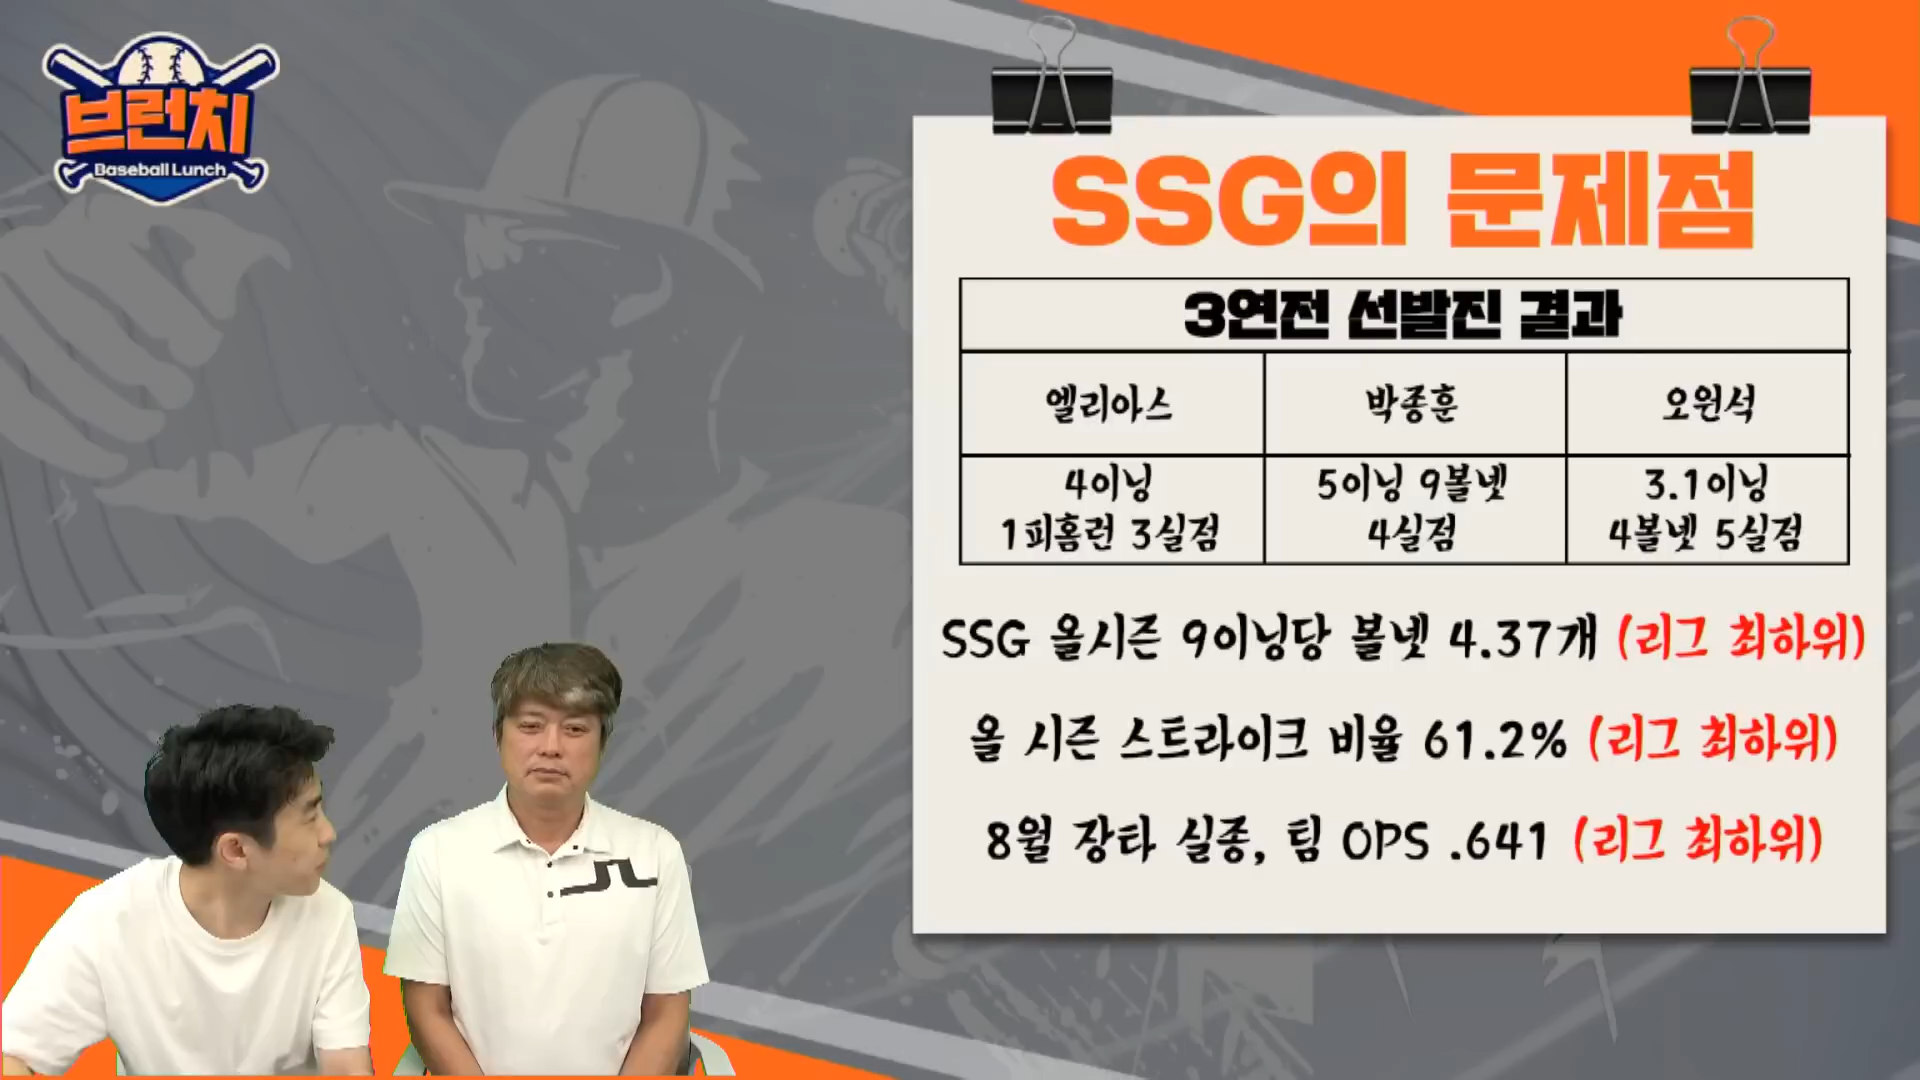 브런치
Baseball Lunch
SSG의 문제점
3연전 선발진 결과
엘리아스
박종훈
오원석
4이닝
1피홈런 3실점
5이닝 9볼넷
4실점
3.1이닝
4볼넷 5실점
SSG 올시즌 9이닝당 볼넷 4.37개 (리그 최하위)
올 시즌 스트라이크 비율 61.2% (리그 최하위)
8월 장타 실종, 팀 OPS .641 (리그 최하위)